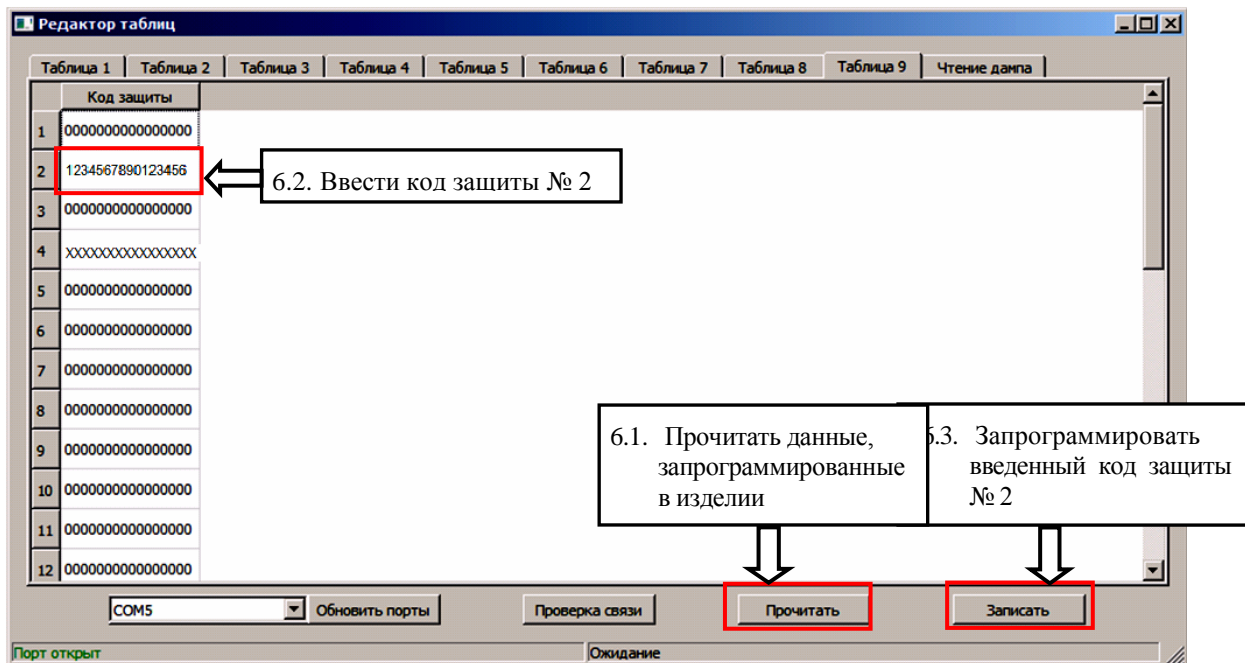 Редактор таблиц
Таблица 1 Таблица 2 Таблица 3 Таблица 4 Таблица 5 Таблица 6 Таблица 7 Таблица 8 Таблица 9 Чтение дампа
Код защиты
1 0000000000000000
2 1234567890123456
6.2. Ввести код защиты № 2
3 0000000000000000
4 XXXXXXXXXXXXXXXX
5 0000000000000000
6 0000000000000000
7 0000000000000000
8 0000000000000000
9 0000000000000000
10 0000000000000000
11 0000000000000000
12 0000000000000000
6.1. Прочитать данные,
запрограммированные
в изделии
6.3. Запрограммировать
введенный код защиты
№ 2
COM5 Обновить порты Проверка связи Прочитать Записать
Порт открыт Ожидание